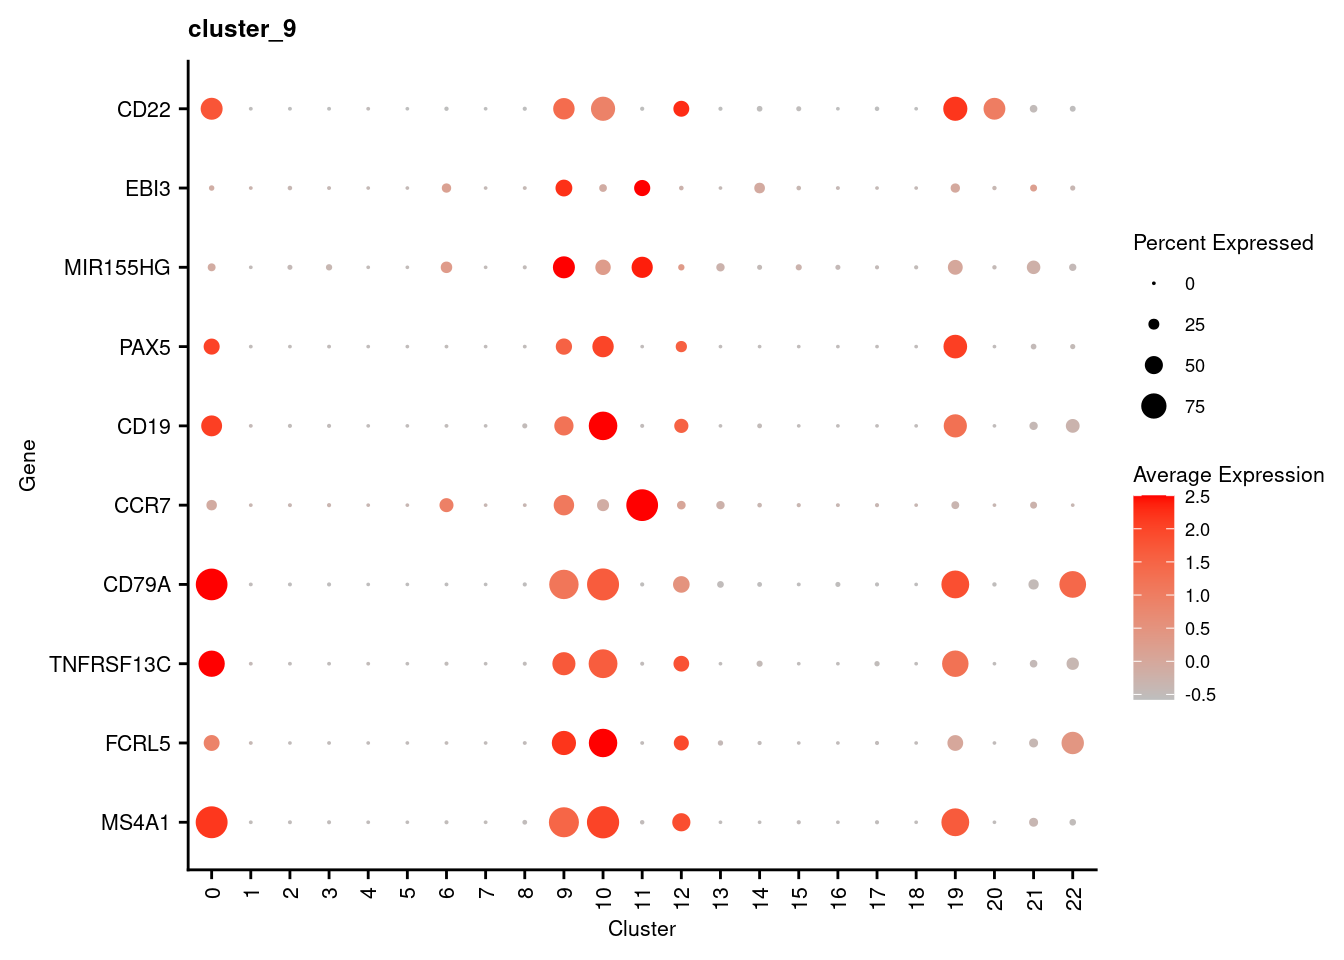 cluster_9
CD22
EBI3
MIR155HG
PAX5
CD19
CCR7
CD79A
TNFRSF13C
FCRL5
MS4A1
Gene
0 1 2 3 4 5 6 7 8 9 10 11 12 13 14 15 16 17 18 19 20 21 22
Cluster
Percent Expressed
0
25
50
75
Average Expression
2.5
2.0
1.5
1.0
0.5
0.0
-0.5